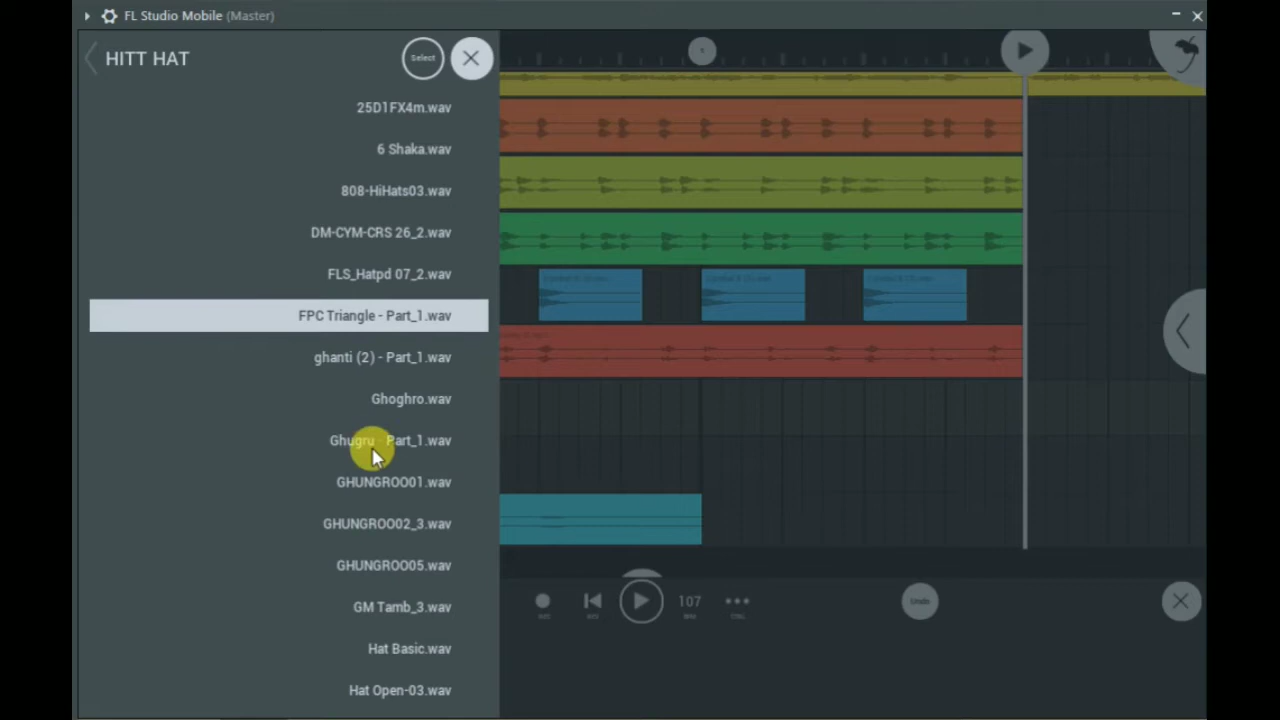 FL Studio Mobile (Master)
HITT HAT
Select
25D1FX4m.wav
6 Shaka.wav
808-HiHats03.wav
DM-CYM-CRS 26_2.wav
FLS_Hatpd 07_2.wav
FPC Triangle - Part_1.wav
ghanti (2) - Part_1.wav
Ghoghro.wav
Ghugru - Part_1.wav
GHUNGROO01.wav
GHUNGROO02_3.wav
GHUNGROO05.wav
GM Tamb_3.wav
Hat Basic.wav
Hat Open-03.wav
107
BPM
Undo